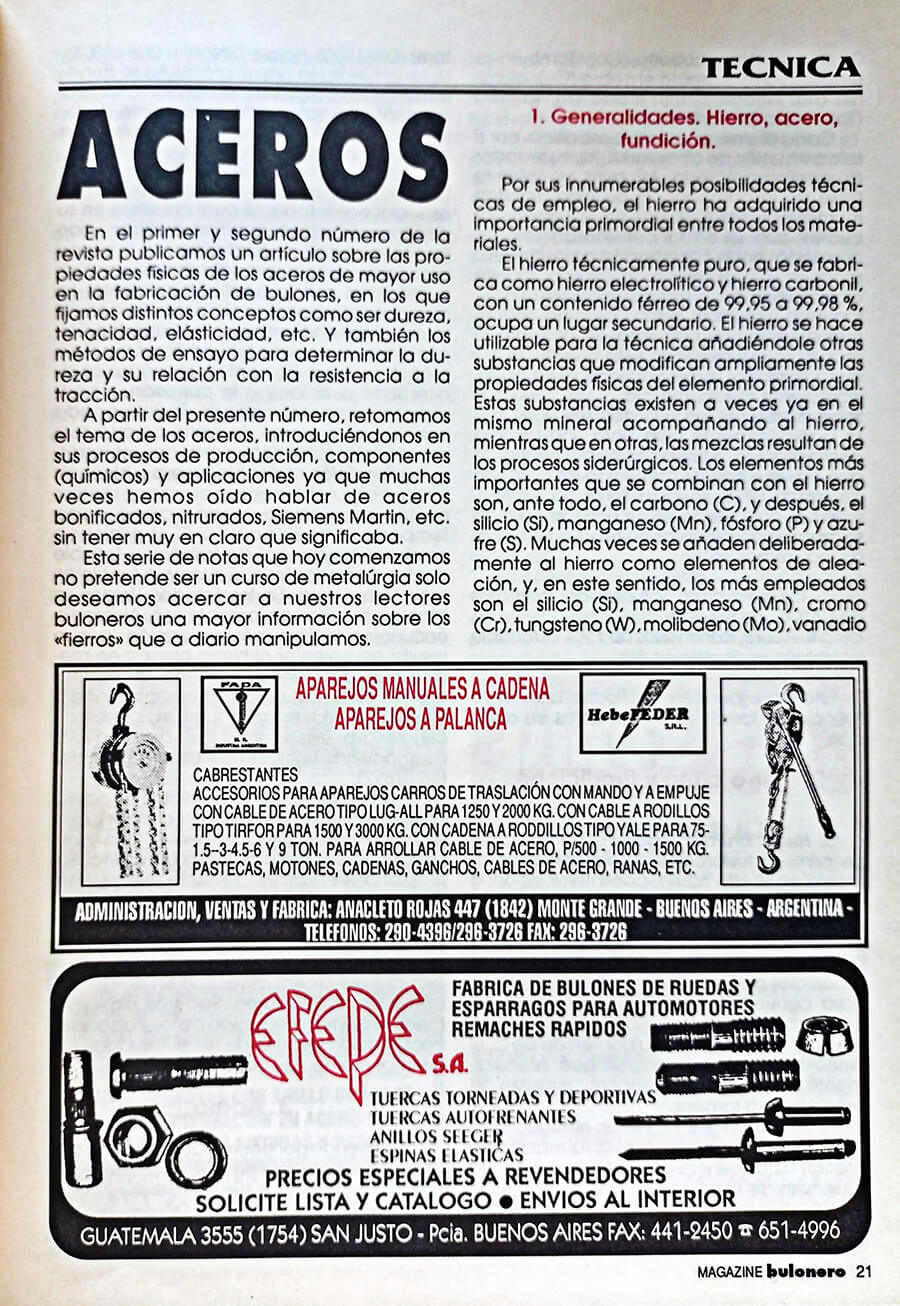 TECNICA
ACEROS
En el primer y segundo número de la
revista publicamos un artículo sobre las pro-
piedades físicas de los aceros de mayor uso
en la fabricación de bulones, en los que
fijamos distintos conceptos como ser dureza,
tenacidad, elásticidad, etc. Y también los
métodos de ensayo para determinar la du-
reza y su relación con la resistencia a la
tracción.
A partir del presente número, retomamos
el tema de los aceros, introduciéndonos en
sus procesos de producción, componentes
(químicos) y aplicaciones ya que muchas
veces hemos oído hablar de aceros
bonificados, nitrurados, Siemens Martin, etc.
sin tener muy en claro que significaba.
Esta serie de notas que hoy comenzamos
no pretende ser un curso de metalúrgia solo
deseamos acercar a nuestros lectores
buloneros una mayor información sobre los
«fierros» que a diario manipulamos.
1. Generalidades. Hierro, acero,
fundición.
Por sus innumerables posibilidades técni-
cas de empleo, el hierro ha adquirido una
importancia primordial entre todos los mate-
riales.
El hierro técnicamente puro, que se fabri-
ca como hierro electrolítico y hierro carbonil,
con un contenido férreo de 99,95 a 99,98 %,
ocupa un lugar secundario. El hierro se hace
utilizable para la técnica añadiéndole otras
substancias que modifican ampliamente las
propiedades físicas del elemento primordial.
Estas substancias existen a veces ya en el
mismo mineral acompañando al hierro,
mientras que en otras, las mezclas resultan de
los procesos siderúrgicos. Los elementos más
importantes que se combinan con el hierro
son, ante todo, el carbono (C), y después, el
silicio (Si), manganeso (Mn), fósforo (P) y azu-
fre (S). Muchas veces se añaden deliberada-
mente al hierro como elementos de alea-
ción, y, en este sentido, los más empleados
son el silicio (Si), manganeso (Mn), cromo
(Cr), tungsteno (W), molibdeno (Mo), vanadio
FADA
INDUSTRIA ARGENTINA
APAREJOS MANUALES A CADENA
APAREJOS A PALANCA
HebeFEDER
S.R.L.
CABRESTANTES
ACCESORIOS PARA APAREJOS CARROS DE TRASLACIÓN CON MANDO Y A EMPUJE
CON CABLE DE ACERO TIPO LUG-ALL PARA 1250 Y 2000 KG. CON CABLE A RODILLOS
TIPO TIRFOR PARA 1500 Y 3000 KG. CON CADENA A RODDILLOS TIPO YALE PARA 75-
1.5--3-4.5-6 Y 9 TON. PARA ARROLLAR CABLE DE ACERO, P/500 - 1000 - 1500 KG.
PASTECAS, MOTONES, CADENAS, GANCHOS, CABLES DE ACERO, RANAS, ETC.
ADMINISTRACION, VENTAS Y FABRICA: ANACLETO ROJAS 447 (1842) MONTE GRANDE - BUENOS AIRES - ARGENTINA -
TELEFONOS: 290-4396/296-3726 FAX: 296-3726
EFEPE S.A.
FABRICA DE BULONES DE RUEDAS Y
ESPARRAGOS PARA AUTOMOTORES
REMACHES RAPIDOS
TUERCAS TORNEADAS Y DEPORTIVAS
TUERCAS AUTOFRENANTES
ANILLOS SEEGER
ESPINAS ELASTICAS
PRECIOS ESPECIALES A REVENDEDORES
SOLICITE LISTA Y CATALOGO ● ENVIOS AL INTERIOR
GUATEMALA 3555 (1754) SAN JUSTO - Pcia. BUENOS AIRES FAX: 441-2450 ☎ 651-4996
MAGAZINE bulonero 21